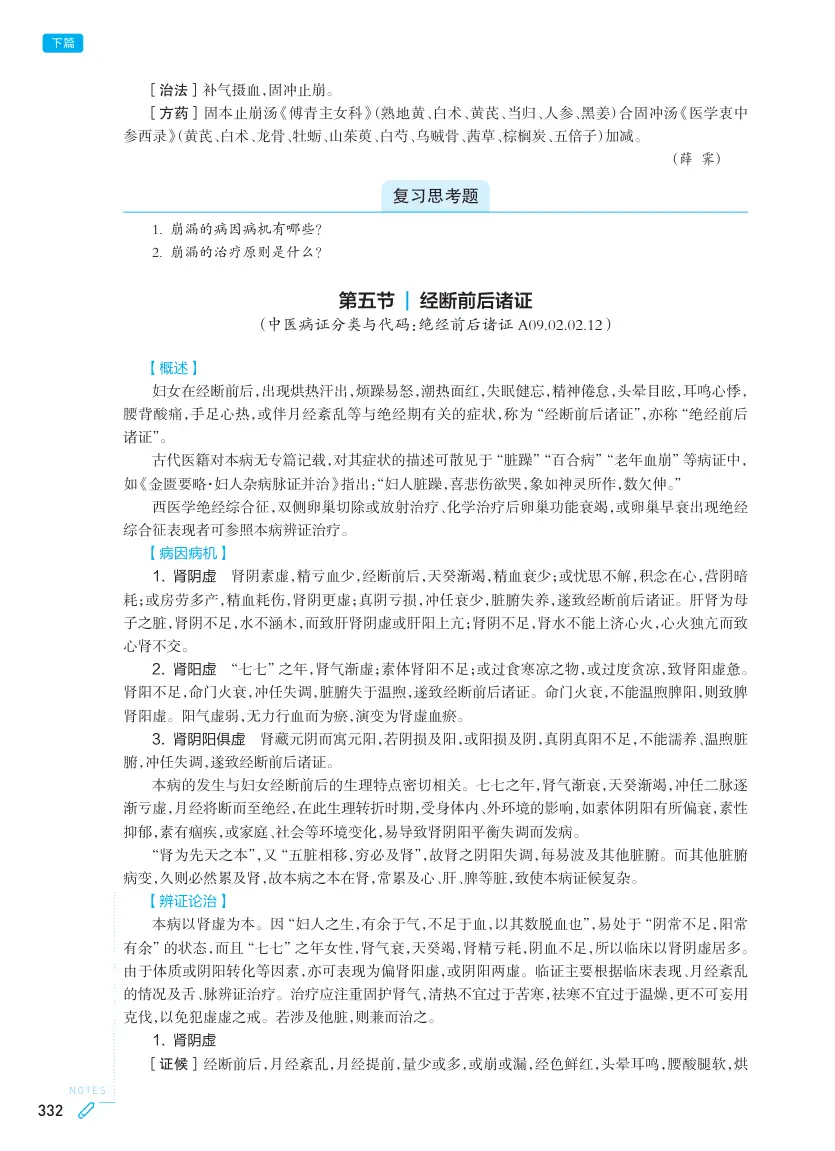 下篇
［治法］补气摄血，固冲止崩。
［方药］固本止崩汤《傅青主女科》（熟地黄、白术、黄芪、当归、人参、黑姜）合固冲汤《医学衷中
参西录》（黄芪、白术、龙骨、牡蛎、山茱萸、白芍、乌贼骨、茜草、棕榈炭、五倍子）加减。
（薛 霁）
复习思考题
1. 崩漏的病因病机有哪些？
2. 崩漏的治疗原则是什么？
第五节 | 经断前后诸证
（中医病证分类与代码：绝经前后诸证 A09.02.02.12）
【概述】
妇女在经断前后，出现烘热汗出，烦躁易怒，潮热面红，失眠健忘，精神倦怠，头晕目眩，耳鸣心悸，
腰背酸痛，手足心热，或伴月经紊乱等与绝经期有关的症状，称为“经断前后诸证”，亦称“绝经前后
诸证”。
古代医籍对本病无专篇记载，对其症状的描述可散见于“脏躁”“百合病”“老年血崩”等病证中，
如《金匮要略·妇人杂病脉证并治》指出：“妇人脏躁，喜悲伤欲哭，象如神灵所作，数欠伸。”
西医学绝经综合征，双侧卵巢切除或放射治疗、化学治疗后卵巢功能衰竭，或卵巢早衰出现绝经
综合征表现者可参照本病辨证治疗。
【病因病机】
1. 肾阴虚 肾阴素虚，精亏血少，经断前后，天癸渐竭，精血衰少；或忧思不解，积念在心，营阴暗
耗；或房劳多产，精血耗伤，肾阴更虚；真阴亏损，冲任衰少，脏腑失养，遂致经断前后诸证。肝肾为母
子之脏，肾阴不足，水不涵木，而致肝肾阴虚或肝阳上亢；肾阴不足，肾水不能上济心火，心火独亢而致
心肾不交。
2. 肾阳虚 “七七”之年，肾气渐虚；素体肾阳不足；或过食寒凉之物，或过度贪凉，致肾阳虚惫。
肾阳不足，命门火衰，冲任失调，脏腑失于温煦，遂致经断前后诸证。命门火衰，不能温煦脾阳，则致脾
肾阳虚。阳气虚弱，无力行血而为瘀，演变为肾虚血瘀。
3. 肾阴阳俱虚 肾藏元阴而寓元阳，若阴损及阳，或阳损及阴，真阴真阳不足，不能濡养、温煦脏
腑，冲任失调，遂致经断前后诸证。
本病的发生与妇女经断前后的生理特点密切相关。七七之年，肾气渐衰，天癸渐竭，冲任二脉逐
渐亏虚，月经将断而至绝经，在此生理转折时期，受身体内、外环境的影响，如素体阴阳有所偏衰，素性
抑郁，素有痼疾，或家庭、社会等环境变化，易导致肾阴阳平衡失调而发病。
“肾为先天之本”，又“五脏相移，穷必及肾”，故肾之阴阳失调，每易波及其他脏腑。而其他脏腑
病变，久则必然累及肾，故本病之本在肾，常累及心、肝、脾等脏，致使本病证候复杂。
【辨证论治】
本病以肾虚为本。因“妇人之生，有余于气，不足于血，以其数脱血也”，易处于“阴常不足，阳常
有余”的状态，而且“七七”之年女性，肾气衰，天癸竭，肾精亏耗，阴血不足，所以临床以肾阴虚居多。
由于体质或阴阳转化等因素，亦可表现为偏肾阳虚，或阴阳两虚。临证主要根据临床表现、月经紊乱
的情况及舌、脉辨证治疗。治疗应注重固护肾气，清热不宜过于苦寒，祛寒不宜过于温燥，更不可妄用
克伐，以免犯虚虚之戒。若涉及他脏，则兼而治之。
1. 肾阴虚
［证候］经断前后，月经紊乱，月经提前，量少或多，或崩或漏，经色鲜红，头晕耳鸣，腰酸腿软，烘
NOTES
332